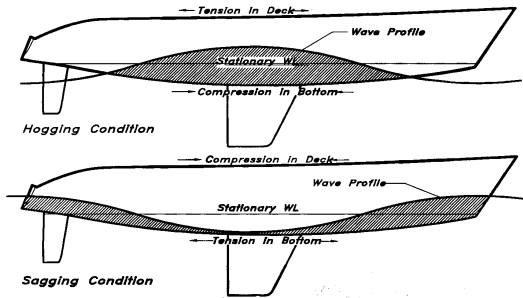 Tension in Deck
Wave Profile
Stationary WL
Compression in Bottom
Hogging Condition
Compression in Deck
Wave Profile
Stationary WL
Tension in Bottom
Sagging Condition